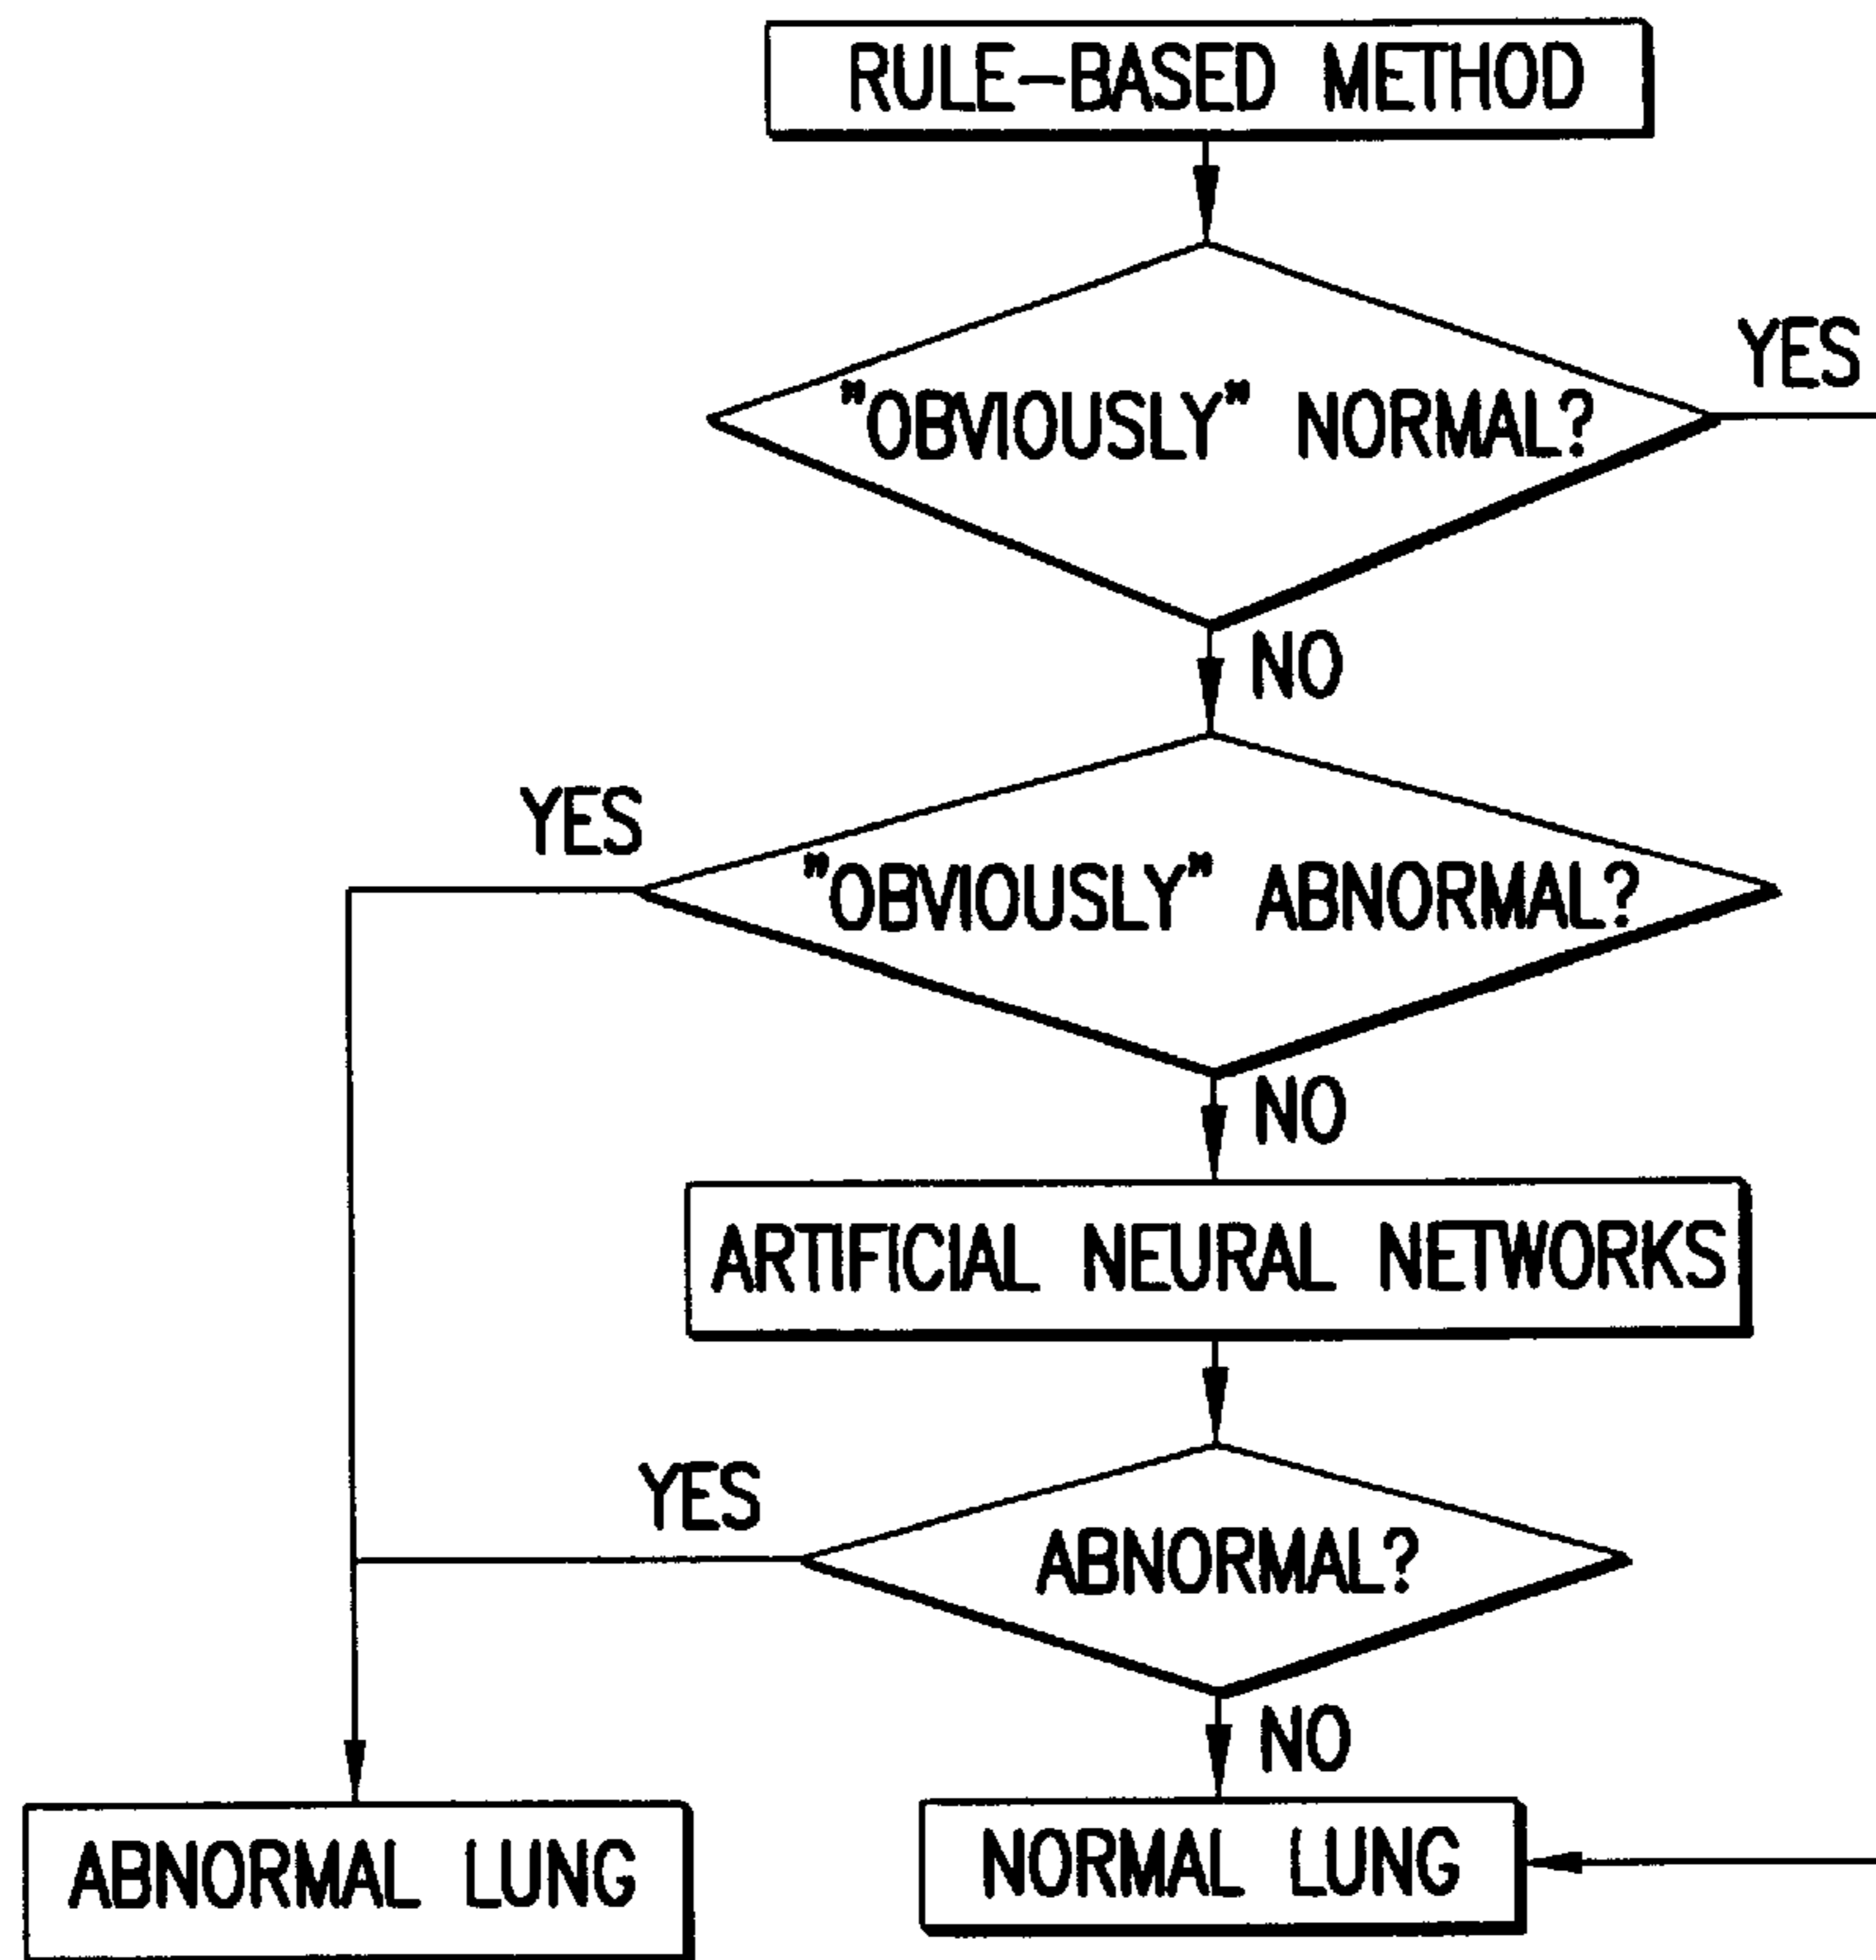 RULE-BASED METHOD
YES
"OBVIOUSLY" NORMAL?
NO
YES
"OBVIOUSLY" ABNORMAL?
NO
ARTIFICIAL NEURAL NETWORKS
YES
ABNORMAL?
NO
ABNORMAL LUNG
NORMAL LUNG